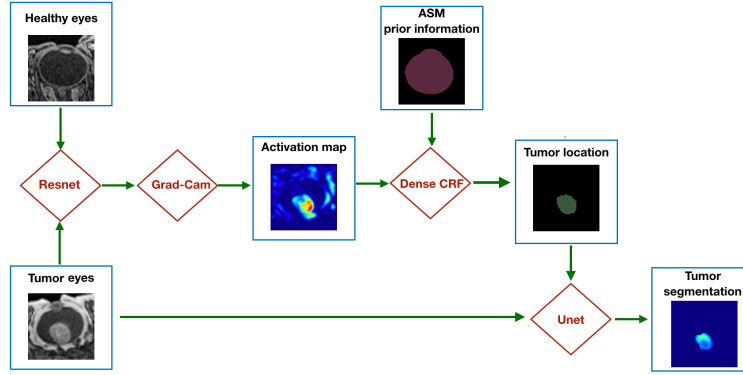 Healthy eyes
ASM
prior information
Resnet
Grad-Cam
Activation map
Dense CRF
Tumor location
Tumor eyes
Unet
Tumor
segmentation